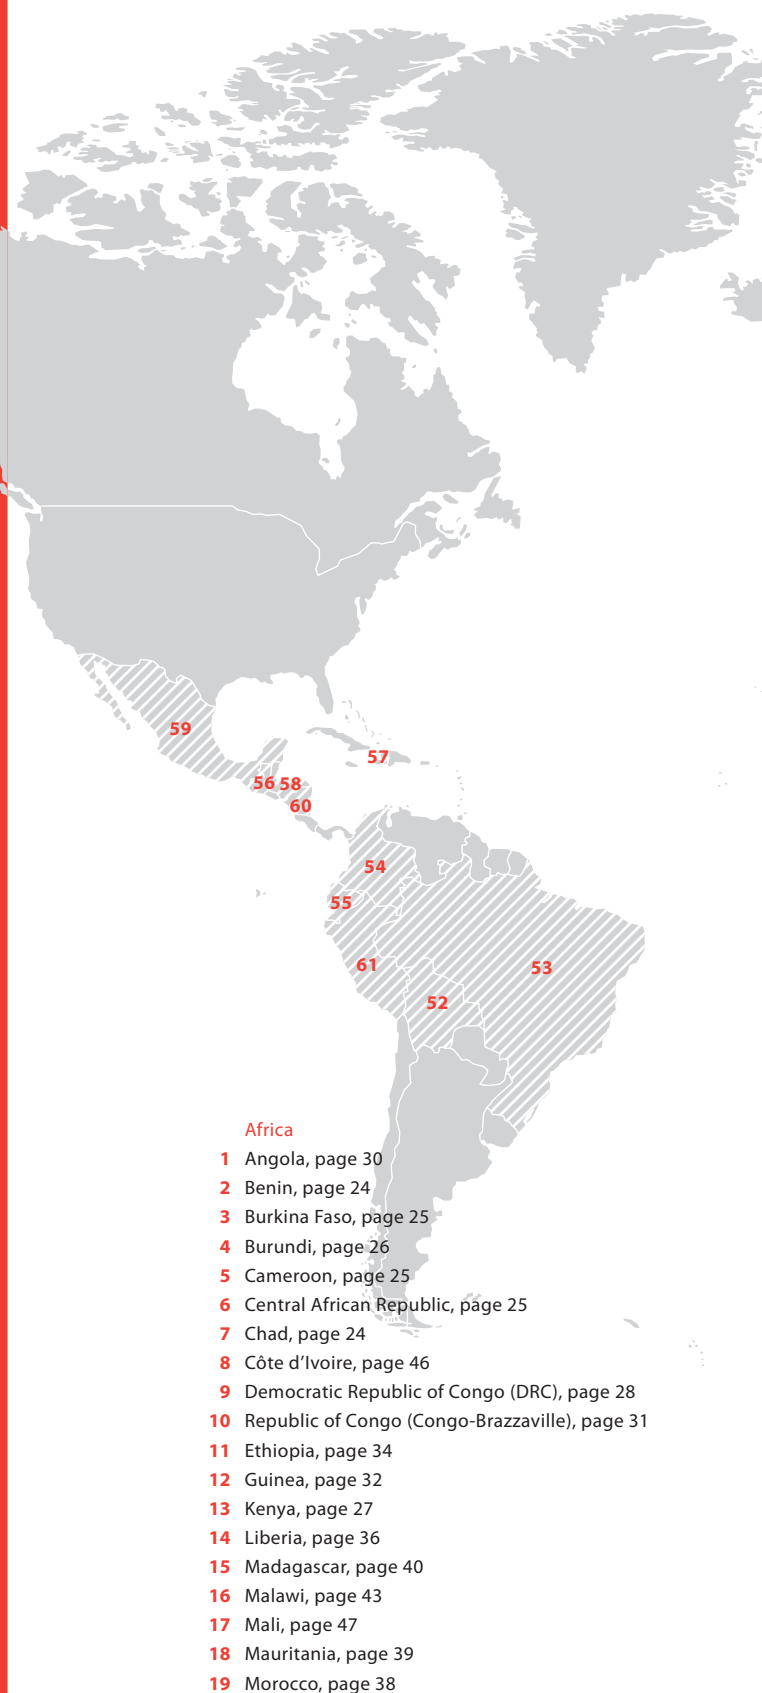 59
57
56 58
60
54
55
61
53
52
Africa
1 Angola, page 30
2 Benin, page 24
3 Burkina Faso, page 25
4 Burundi, page 26
5 Cameroon, page 25
6 Central African Republic, page 25
7 Chad, page 24
8 Côte d’Ivoire, page 46
9 Democratic Republic of Congo (DRC), page 28
10 Republic of Congo (Congo-Brazzaville), page 31
11 Ethiopia, page 34
12 Guinea, page 32
13 Kenya, page 27
14 Liberia, page 36
15 Madagascar, page 40
16 Malawi, page 43
17 Mali, page 47
18 Mauritania, page 39
19 Morocco, page 38